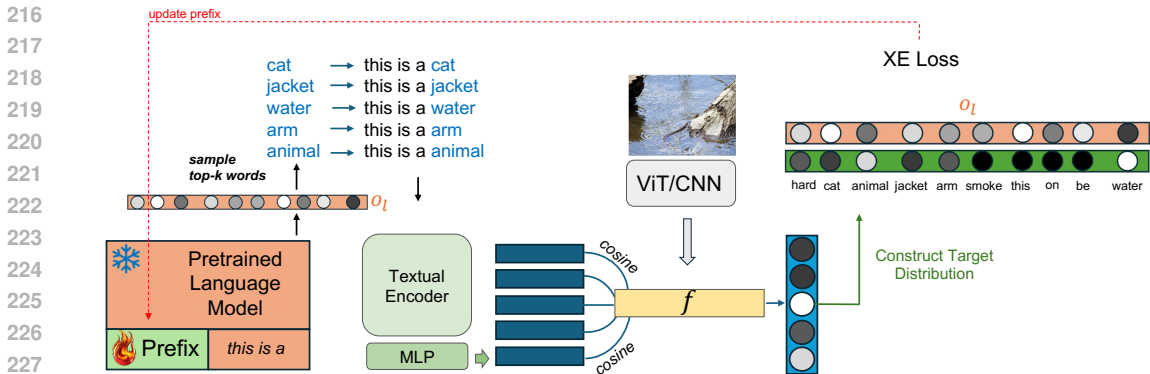 216
217
218
219
220
221
222
223
224
225
226
227
update prefix
cat → this is a cat
jacket → this is a jacket
water → this is a water
arm → this is a arm
animal → this is a animal
sample
top-k words
o_l
Pretrained
Language
Model
Prefix
this is a
Textual
Encoder
MLP
cosine
cosine
ViT/CNN
f
XE Loss
o_l
hard cat animal jacket arm smoke this on be water
Construct Target
Distribution